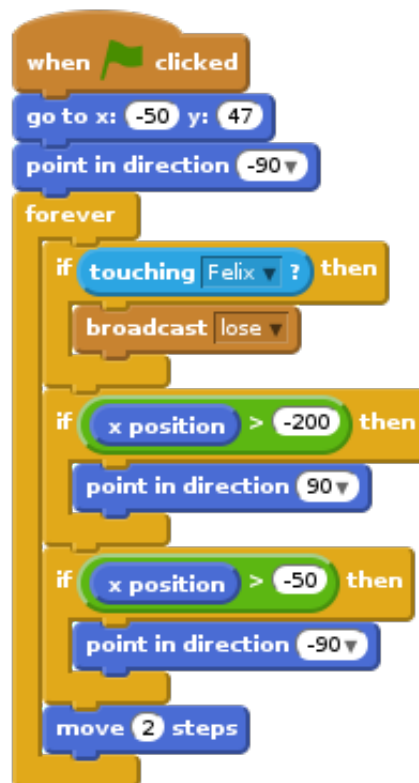 when clicked
go to x: -50 y: 47
point in direction -90
forever
if touching Felix ? then
broadcast lose
if x position > -200 then
point in direction 90
if x position > -50 then
point in direction -90
move 2 steps